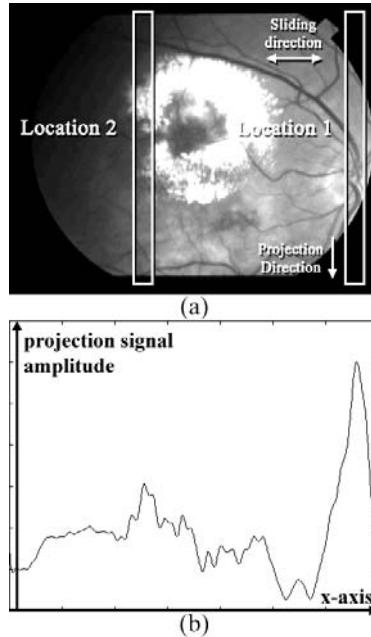 Sliding
direction
Location 2
Location 1
Projection
Direction
(a)
projection signal
amplitude
x-axis
(b)